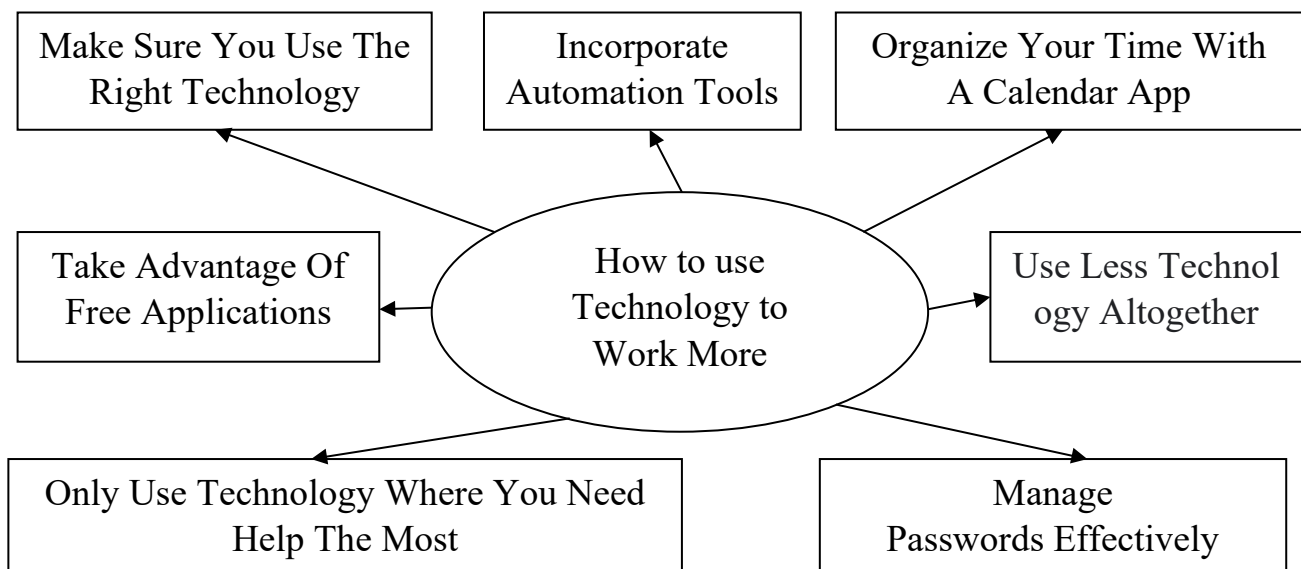 Make Sure You Use The
Right Technology
Incorporate
Automation Tools
Organize Your Time With
A Calendar App
Take Advantage Of
Free Applications
How to use
Technology to
Work More
Use Less Technol
ogy Altogether
Only Use Technology Where You Need
Help The Most
Manage
Passwords Effectively